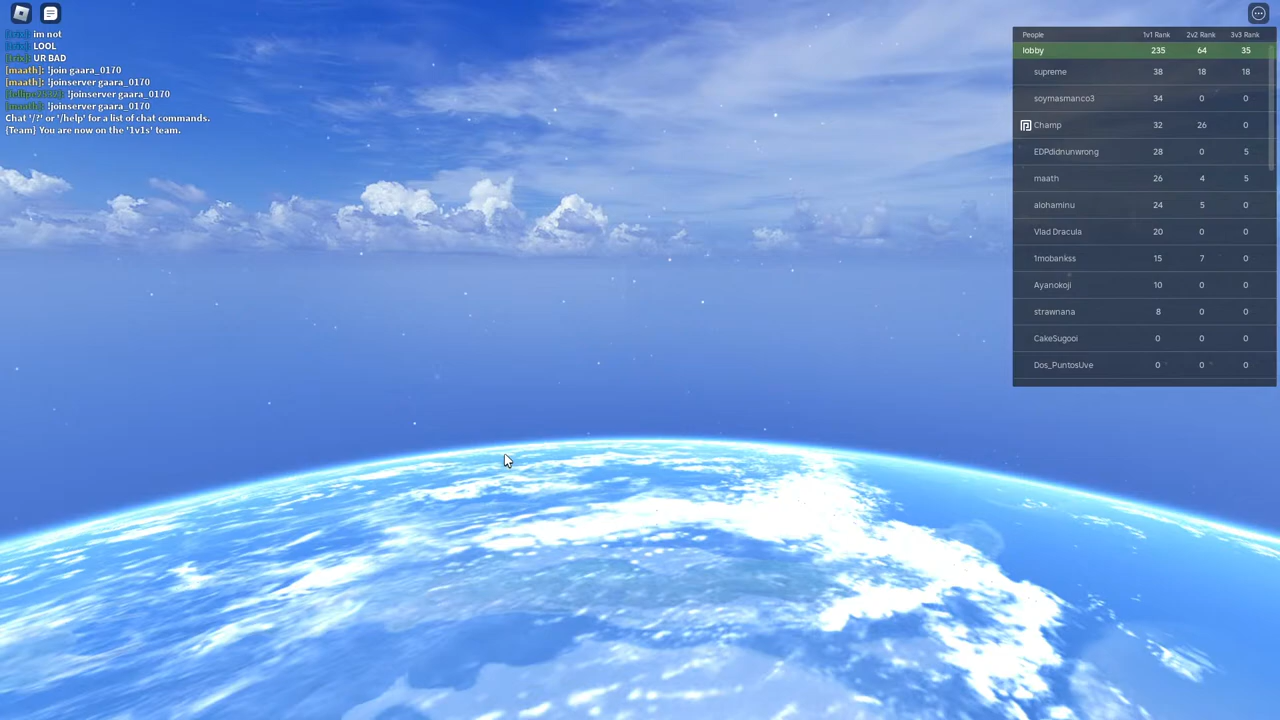 im not
LOOL
UR BAD
[maath]: !join gaara_0170
[maath]: !joinserver gaara_0170
!joinserver gaara_0170
[maath]: !joinserver gaara_0170
Chat '/?' or '/help' for a list of chat commands.
[Team] You are now on the '1v1s' team.
People 1v1 Rank 2v2 Rank 3v3 Rank
lobby 235 64 35
supreme 38 18 18
soymasmanco3 34 0 0
Champ 32 26 0
EDPdidnunwrong 28 0 5
maath 26 4 5
alohaminu 24 5 0
Vlad Dracula 20 0 0
1mobankss 15 7 0
Ayanokoji 10 0 0
strawnana 8 0 0
CakeSugooi 0 0 0
Dos_PuntosUve 0 0 0